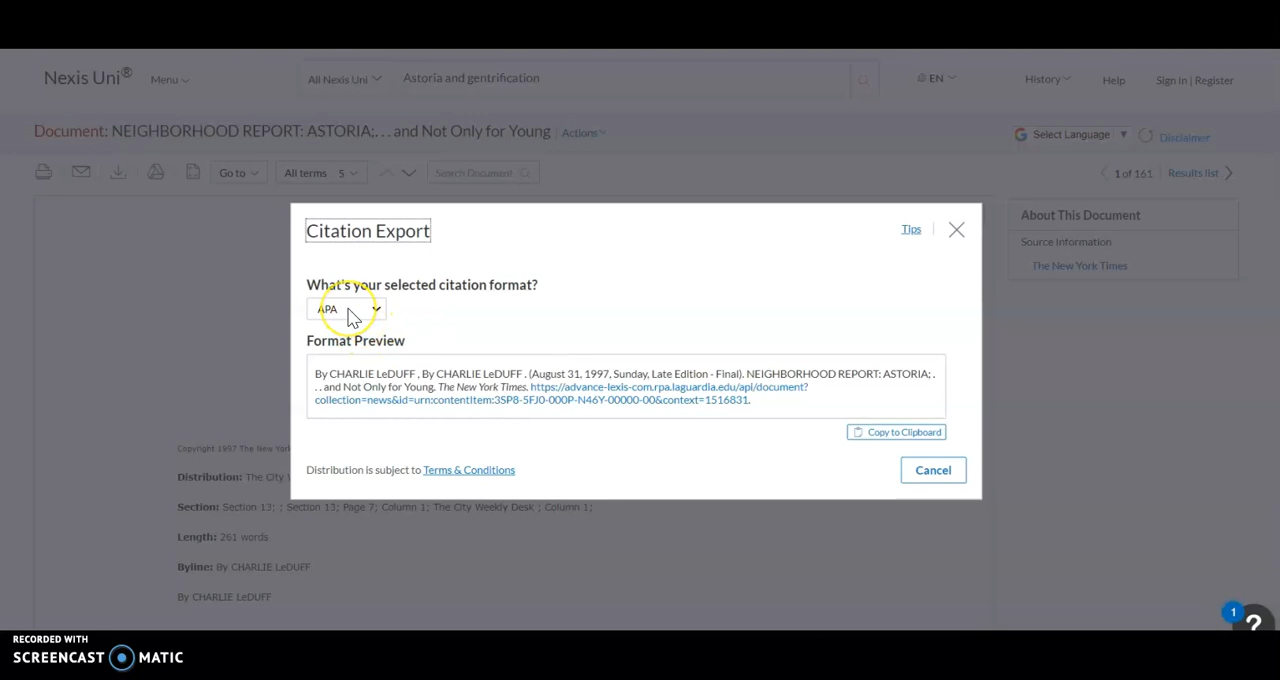 Nexis Uni® Menu All Nexis Uni Astoria and gentrification EN History Help Sign In | Register
Document: NEIGHBORHOOD REPORT: ASTORIA;. . . and Not Only for Young Actions
G Select Language ▼ Disclaimer
Go to All terms 5 Search Document 1 of 161 Results list
Citation Export
Tips
About This Document
Source Information
The New York Times
What's your selected citation format?
APA
Format Preview
By CHARLIE LeDUFF , By CHARLIE LeDUFF . (August 31, 1997, Sunday, Late Edition - Final). NEIGHBORHOOD REPORT: ASTORIA; .
. . and Not Only for Young. The New York Times. https://advance-lexis-com.rpa.laguardia.edu/api/document?
collection=news&id=urn:contentItem:3SP8-5FJ0-000P-N46Y-00000-00&context=1516831.
Copy to Clipboard
Distribution is subject to Terms & Conditions
Cancel
Copyright 1997 The New Yor
Distribution: The City
Section: Section 13; ; Section 13; Page 7; Column 1; The City Weekly Desk ; Column 1;
Length: 261 words
Byline: By CHARLIE LeDUFF
By CHARLIE LeDUFF
1
?
RECORDED WITH
SCREENCAST MATIC